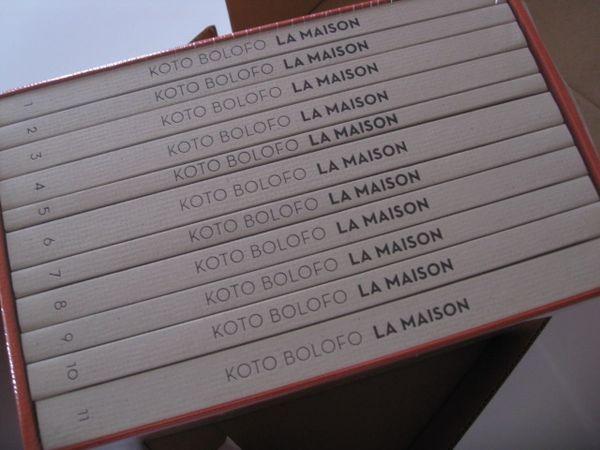 1 KOTO BOLOFO LA MAISON
2 KOTO BOLOFO LA MAISON
3 KOTO BOLOFO LA MAISON
4 KOTO BOLOFO LA MAISON
5 KOTO BOLOFO LA MAISON
6 KOTO BOLOFO LA MAISON
7 KOTO BOLOFO LA MAISON
8 KOTO BOLOFO LA MAISON
9 KOTO BOLOFO LA MAISON
10 KOTO BOLOFO LA MAISON
11 KOTO BOLOFO LA MAISON